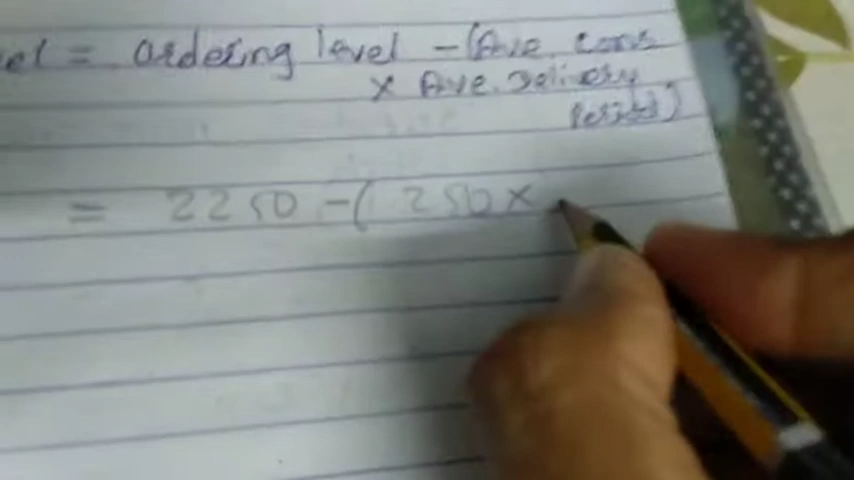 el = ordering level - (Ave. Cons
x Ave. Delivery
Period)
= 2250 - ( 250 x